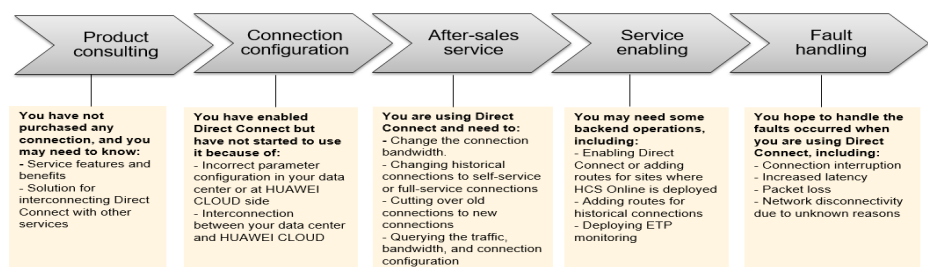 Product
consulting
Connection
configuration
After-sales
service
Service
enabling
Fault
handling
You have not
purchased any
connection, and you
may need to know:
- Service features and
benefits
- Solution for
interconnecting Direct
Connect with other
services
You have enabled
Direct Connect but
have not started to use
it because of:
- Incorrect parameter
configuration in your data
center or at HUAWEI
CLOUD side
- Interconnection
between your data center
and HUAWEI CLOUD
You are using Direct
Connect and need to:
- Change the connection
bandwidth.
- Changing historical
connections to self-service
or full-service connections
- Cutting over old
connections to new
connections
- Querying the traffic,
bandwidth, and connection
configuration
You may need some
backend operations,
including:
- Enabling Direct
Connect or adding
routes for sites where
HCS Online is deployed
- Adding routes for
historical connections
- Deploying ETP
monitoring
You hope to handle the
faults occurred when
you are using Direct
Connect, including:
- Connection interruption
- Increased latency
- Packet loss
- Network disconnectivity
due to unknown reasons